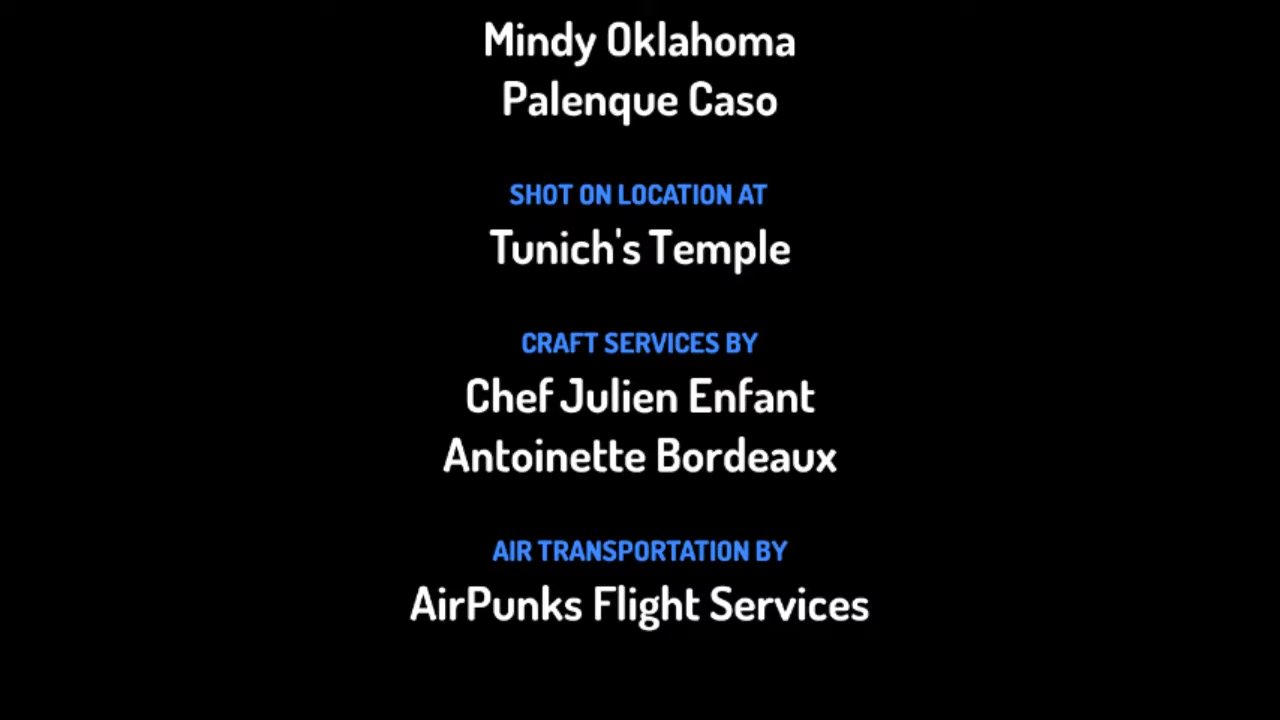 Mindy Oklahoma
Palenque Caso
SHOT ON LOCATION AT
Tunich's Temple
CRAFT SERVICES BY
Chef Julien Enfant
Antoinette Bordeaux
AIR TRANSPORTATION BY
AirPunks Flight Services